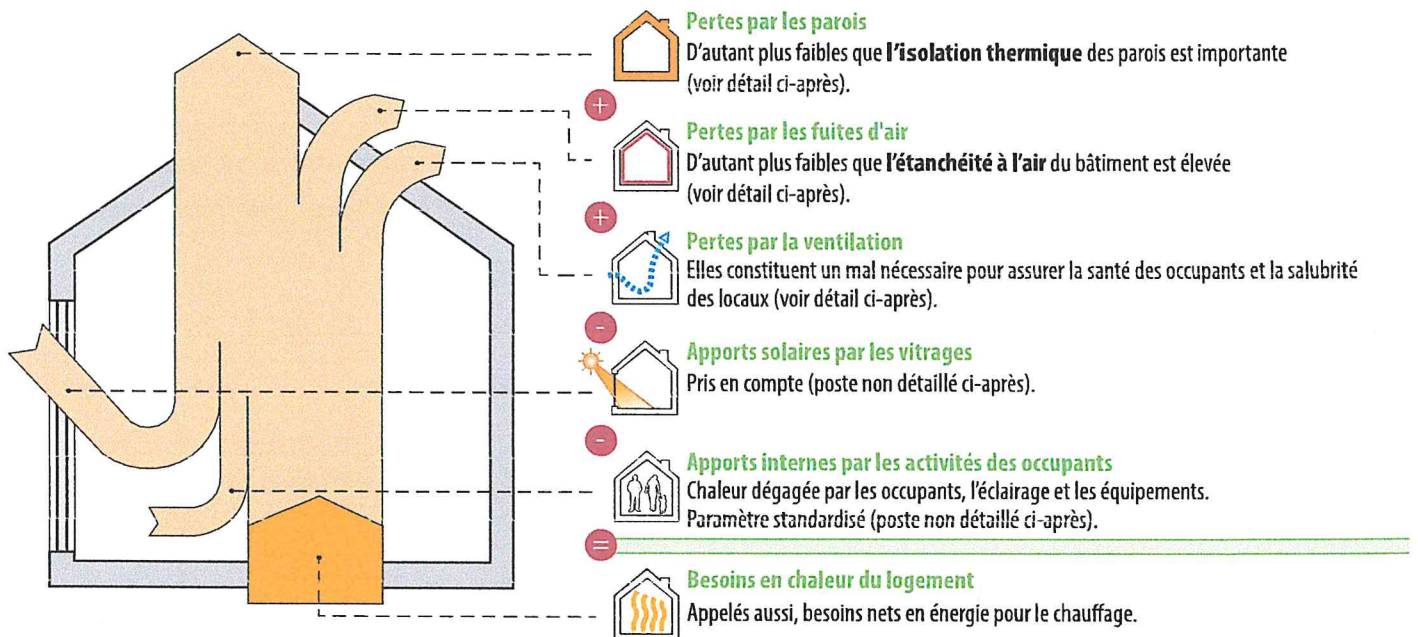 Pertes par les parois
D'autant plus faibles que l'isolation thermique des parois est importante
(voir détail ci-après).
+
Pertes par les fuites d'air
D'autant plus faibles que l'étanchéité à l'air du bâtiment est élevée
(voir détail ci-après).
+
Pertes par la ventilation
Elles constituent un mal nécessaire pour assurer la santé des occupants et la salubrité
des locaux (voir détail ci-après).
-
Apports solaires par les vitrages
Pris en compte (poste non détaillé ci-après).
-
Apports internes par les activités des occupants
Chaleur dégagée par les occupants, l'éclairage et les équipements.
Paramètre standardisé (poste non détaillé ci-après).
=
Besoins en chaleur du logement
Appelés aussi, besoins nets en énergie pour le chauffage.